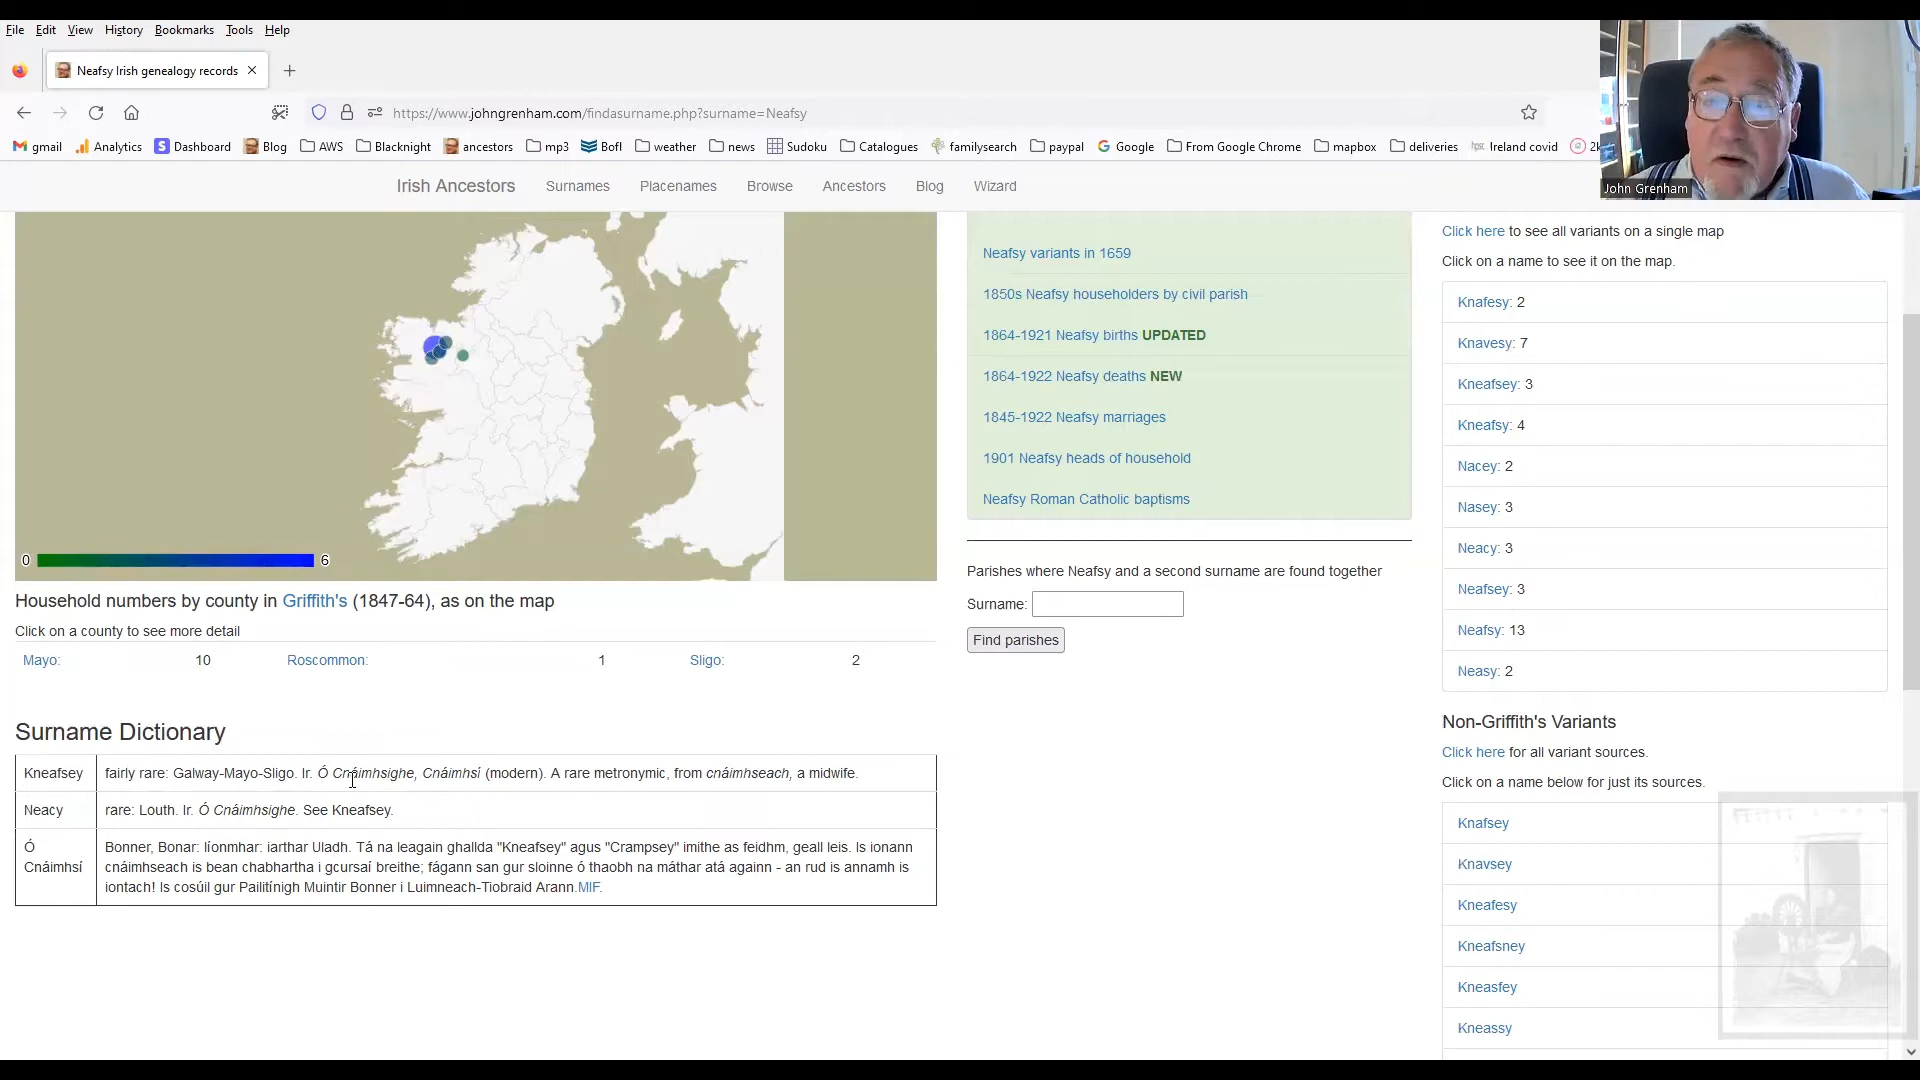 File Edit View History Bookmarks Tools Help
Neafsy Irish genealogy records
https://www.johngrenham.com/findasurname.php?surname=Neafsy
gmail Analytics Dashboard Blog AWS Blacknight ancestors mp3 BofI weather news Sudoku Catalogues familysearch paypal Google From Google Chrome mapbox deliveries Ireland covid 2k
John Grenham
Irish Ancestors Surnames Placenames Browse Ancestors Blog Wizard
0 6
Household numbers by county in Griffith's (1847-64), as on the map
Click on a county to see more detail
Mayo: 10 Roscommon: 1 Sligo: 2
Surname Dictionary
Kneafsey fairly rare: Galway-Mayo-Sligo. Ir. Ó Cnáimhsighe, Cnáimhsí (modern). A rare metronymic, from cnáimhseach, a midwife.
Neacy rare: Louth. Ir. Ó Cnáimhsighe. See Kneafsey.
Ó Cnáimhsí
Bonner, Bonar: líonmhar: iarthar Uladh. Tá na leagain ghallda "Kneafsey" agus "Crampsey" imithe as feidhm, geall leis. Is ionann
cnáimhseach is bean chabhartha i gcursaí breithe; fágann san gur sloinne ó thaobh na máthar atá againn - an rud is annamh is
iontach! Is cosúil gur Pailitínigh Muintir Bonner i Luimneach-Tiobraid Arann.MIF.
Neafsy variants in 1659
1850s Neafsy householders by civil parish
1864-1921 Neafsy births UPDATED
1864-1922 Neafsy deaths NEW
1845-1922 Neafsy marriages
1901 Neafsy heads of household
Neafsy Roman Catholic baptisms
Parishes where Neafsy and a second surname are found together
Surname:
Find parishes
Click here to see all variants on a single map
Click on a name to see it on the map.
Knafesy: 2
Knavesy: 7
Kneafsey: 3
Kneafsy: 4
Nacey: 2
Nasey: 3
Neacy: 3
Neafsey: 3
Neafsy: 13
Neasy: 2
Non-Griffith's Variants
Click here for all variant sources.
Click on a name below for just its sources.
Knafsey
Knavsey
Kneafesy
Kneafsney
Kneasfey
Kneassy